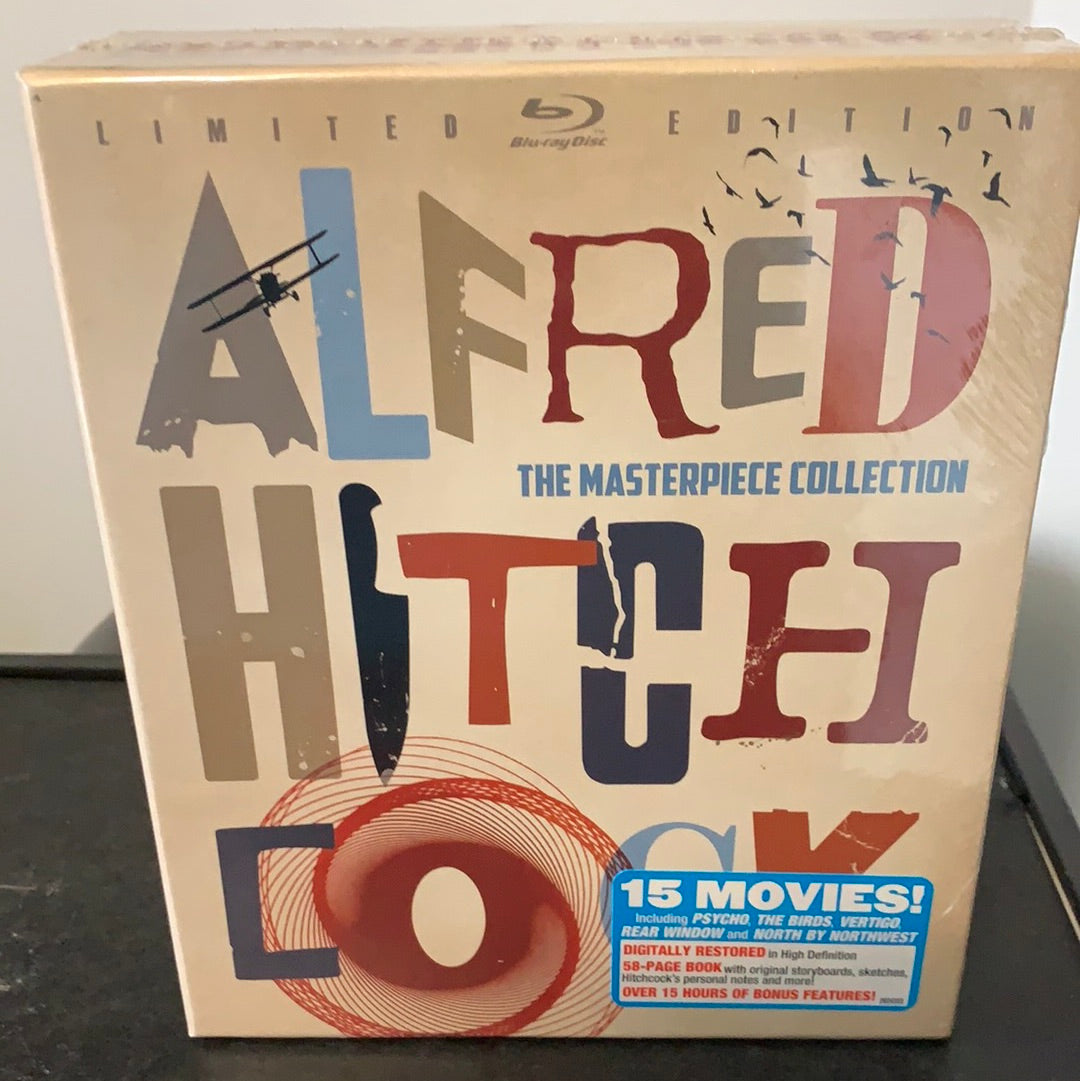 LIMITED EDITION
Blu-ray Disc
ALFRED
THE MASTERPIECE COLLECTION
HITCH
COCK
15 MOVIES!
Including PSYCHO, THE BIRDS, VERTIGO,
REAR WINDOW and NORTH BY NORTHWEST
DIGITALLY RESTORED in High Definition
58-PAGE BOOK with original storyboards, sketches,
Hitchcock's personal notes and more!
OVER 15 HOURS OF BONUS FEATURES!